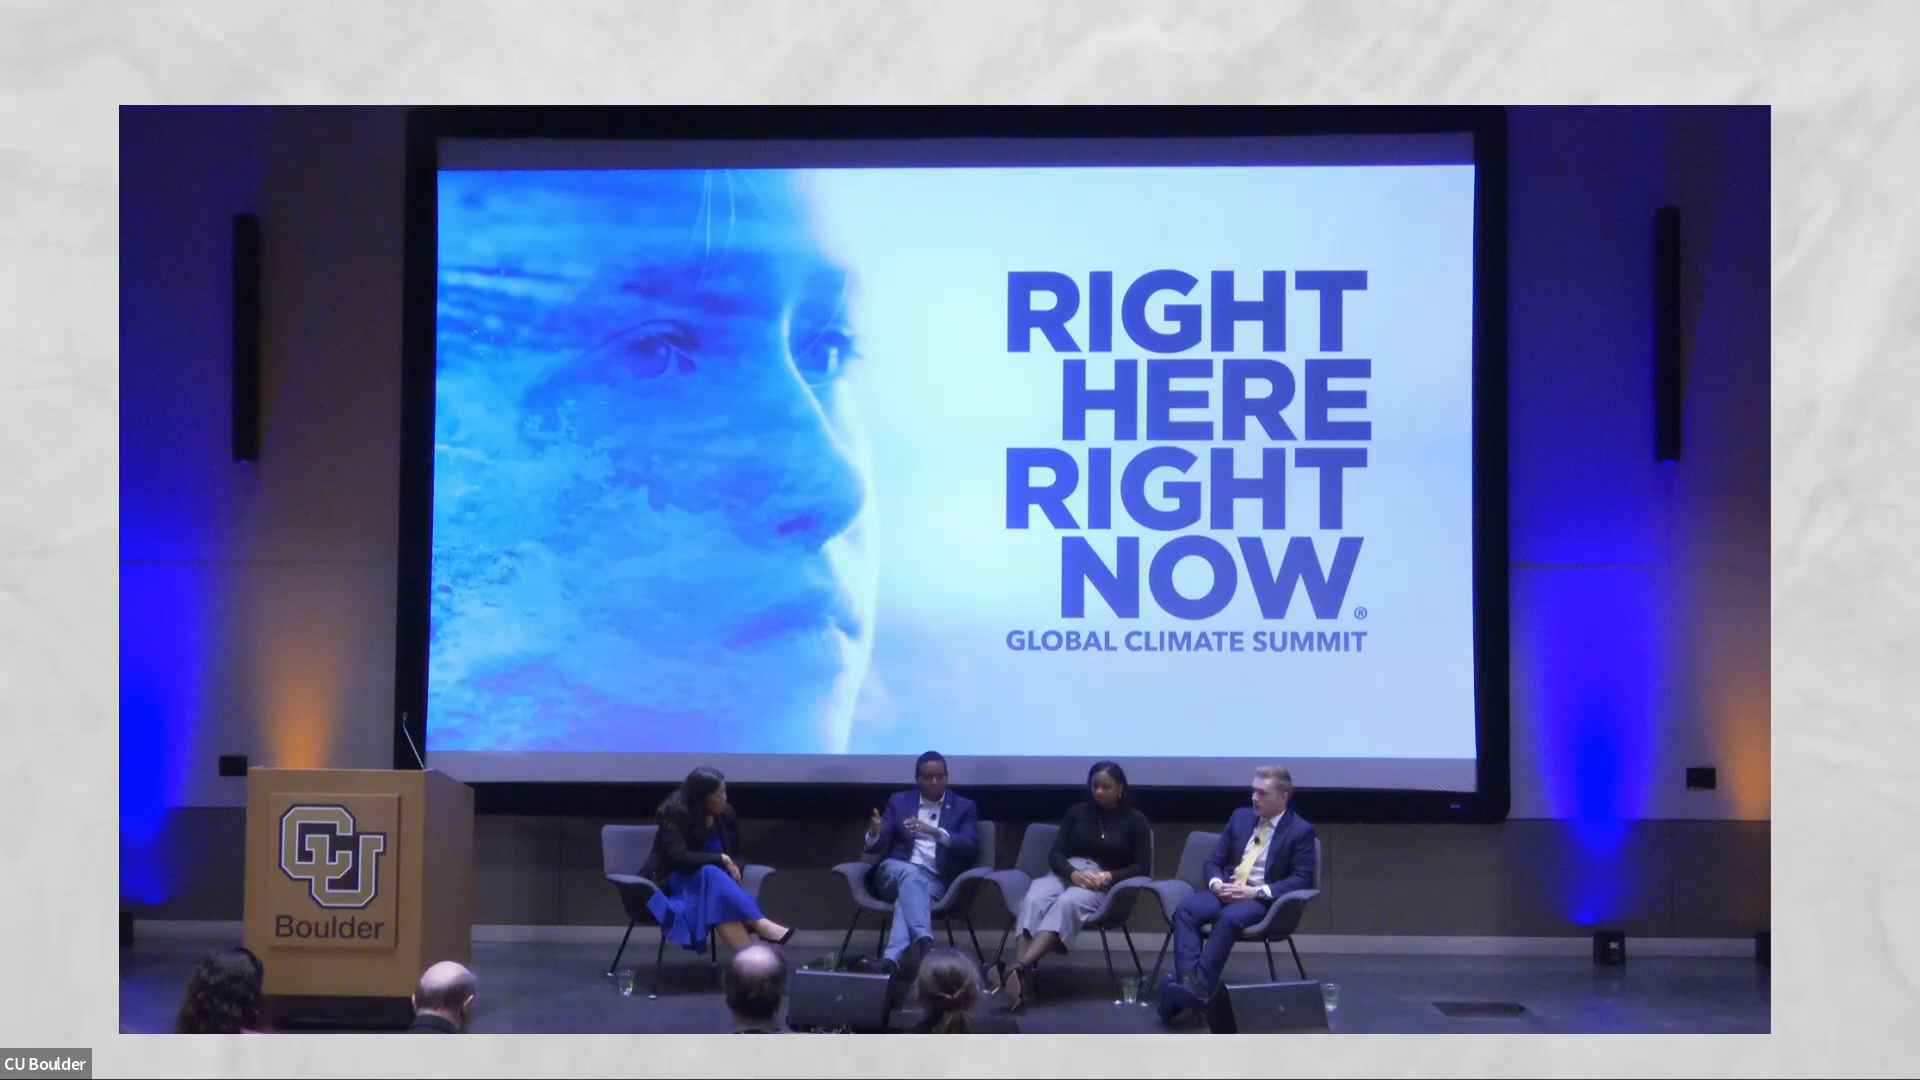 RIGHT
HERE
RIGHT
NOW®
GLOBAL CLIMATE SUMMIT
CU
Boulder
CU Boulder